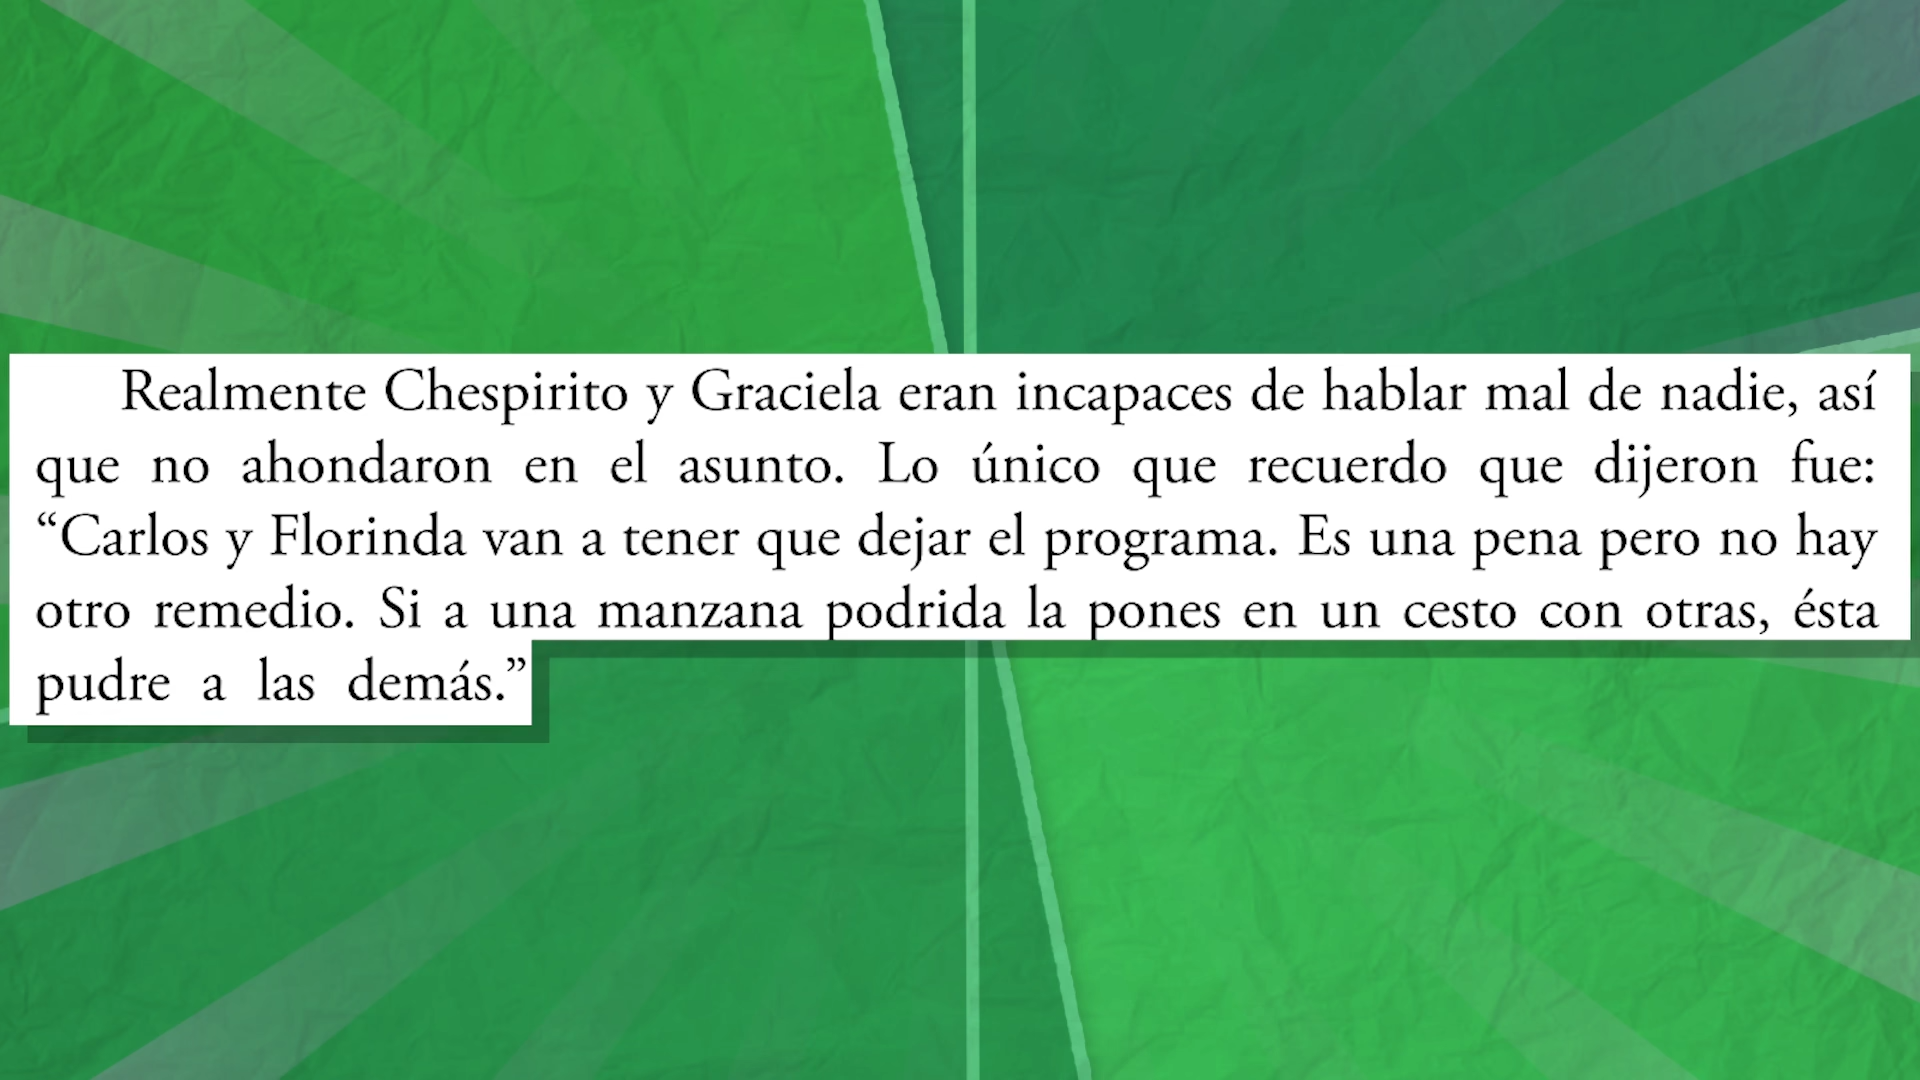 Realmente Chespirito y Graciela eran incapaces de hablar mal de nadie, así
que no ahondaron en el asunto. Lo único que recuerdo que dijeron fue:
“Carlos y Florinda van a tener que dejar el programa. Es una pena pero no hay
otro remedio. Si a una manzana podrida la pones en un cesto con otras, ésta
pudre a las demás.”